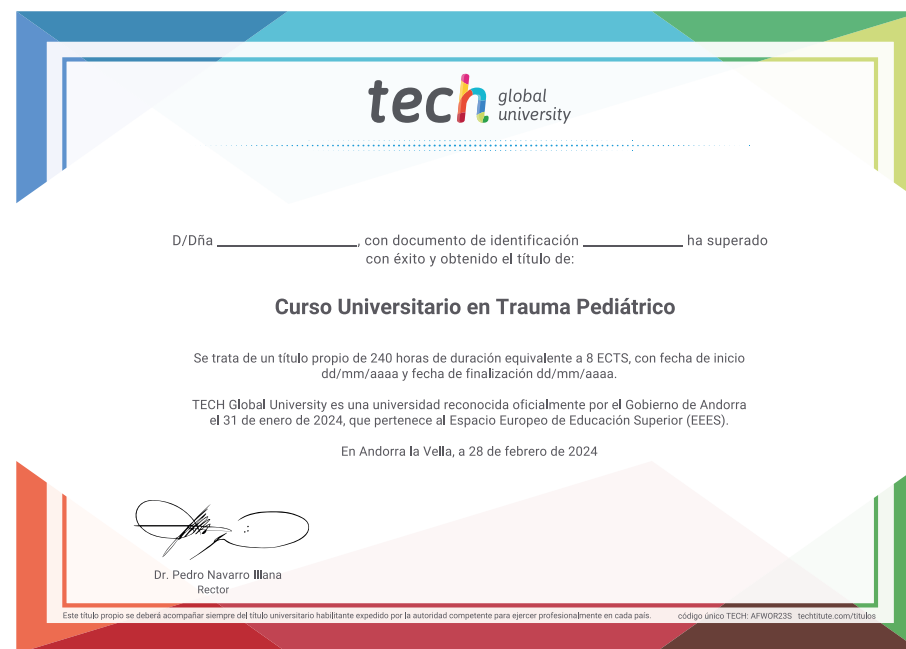 tech global university
D/Dña __________________, con documento de identificación _____________ ha superado
con éxito y obtenido el título de:
Curso Universitario en Trauma Pediátrico
Se trata de un título propio de 240 horas de duración equivalente a 8 ECTS, con fecha de inicio
dd/mm/aaaa y fecha de finalización dd/mm/aaaa.
TECH Global University es una universidad reconocida oficialmente por el Gobierno de Andorra
el 31 de enero de 2024, que pertenece al Espacio Europeo de Educación Superior (EEES).
En Andorra la Vella, a 28 de febrero de 2024
Dr. Pedro Navarro Illana
Rector
Este título propio se deberá acompañar siempre del título universitario habilitante expedido por la autoridad competente para ejercer profesionalmente en cada país. código único TECH: AFWOR23S techtitute.com/titulos